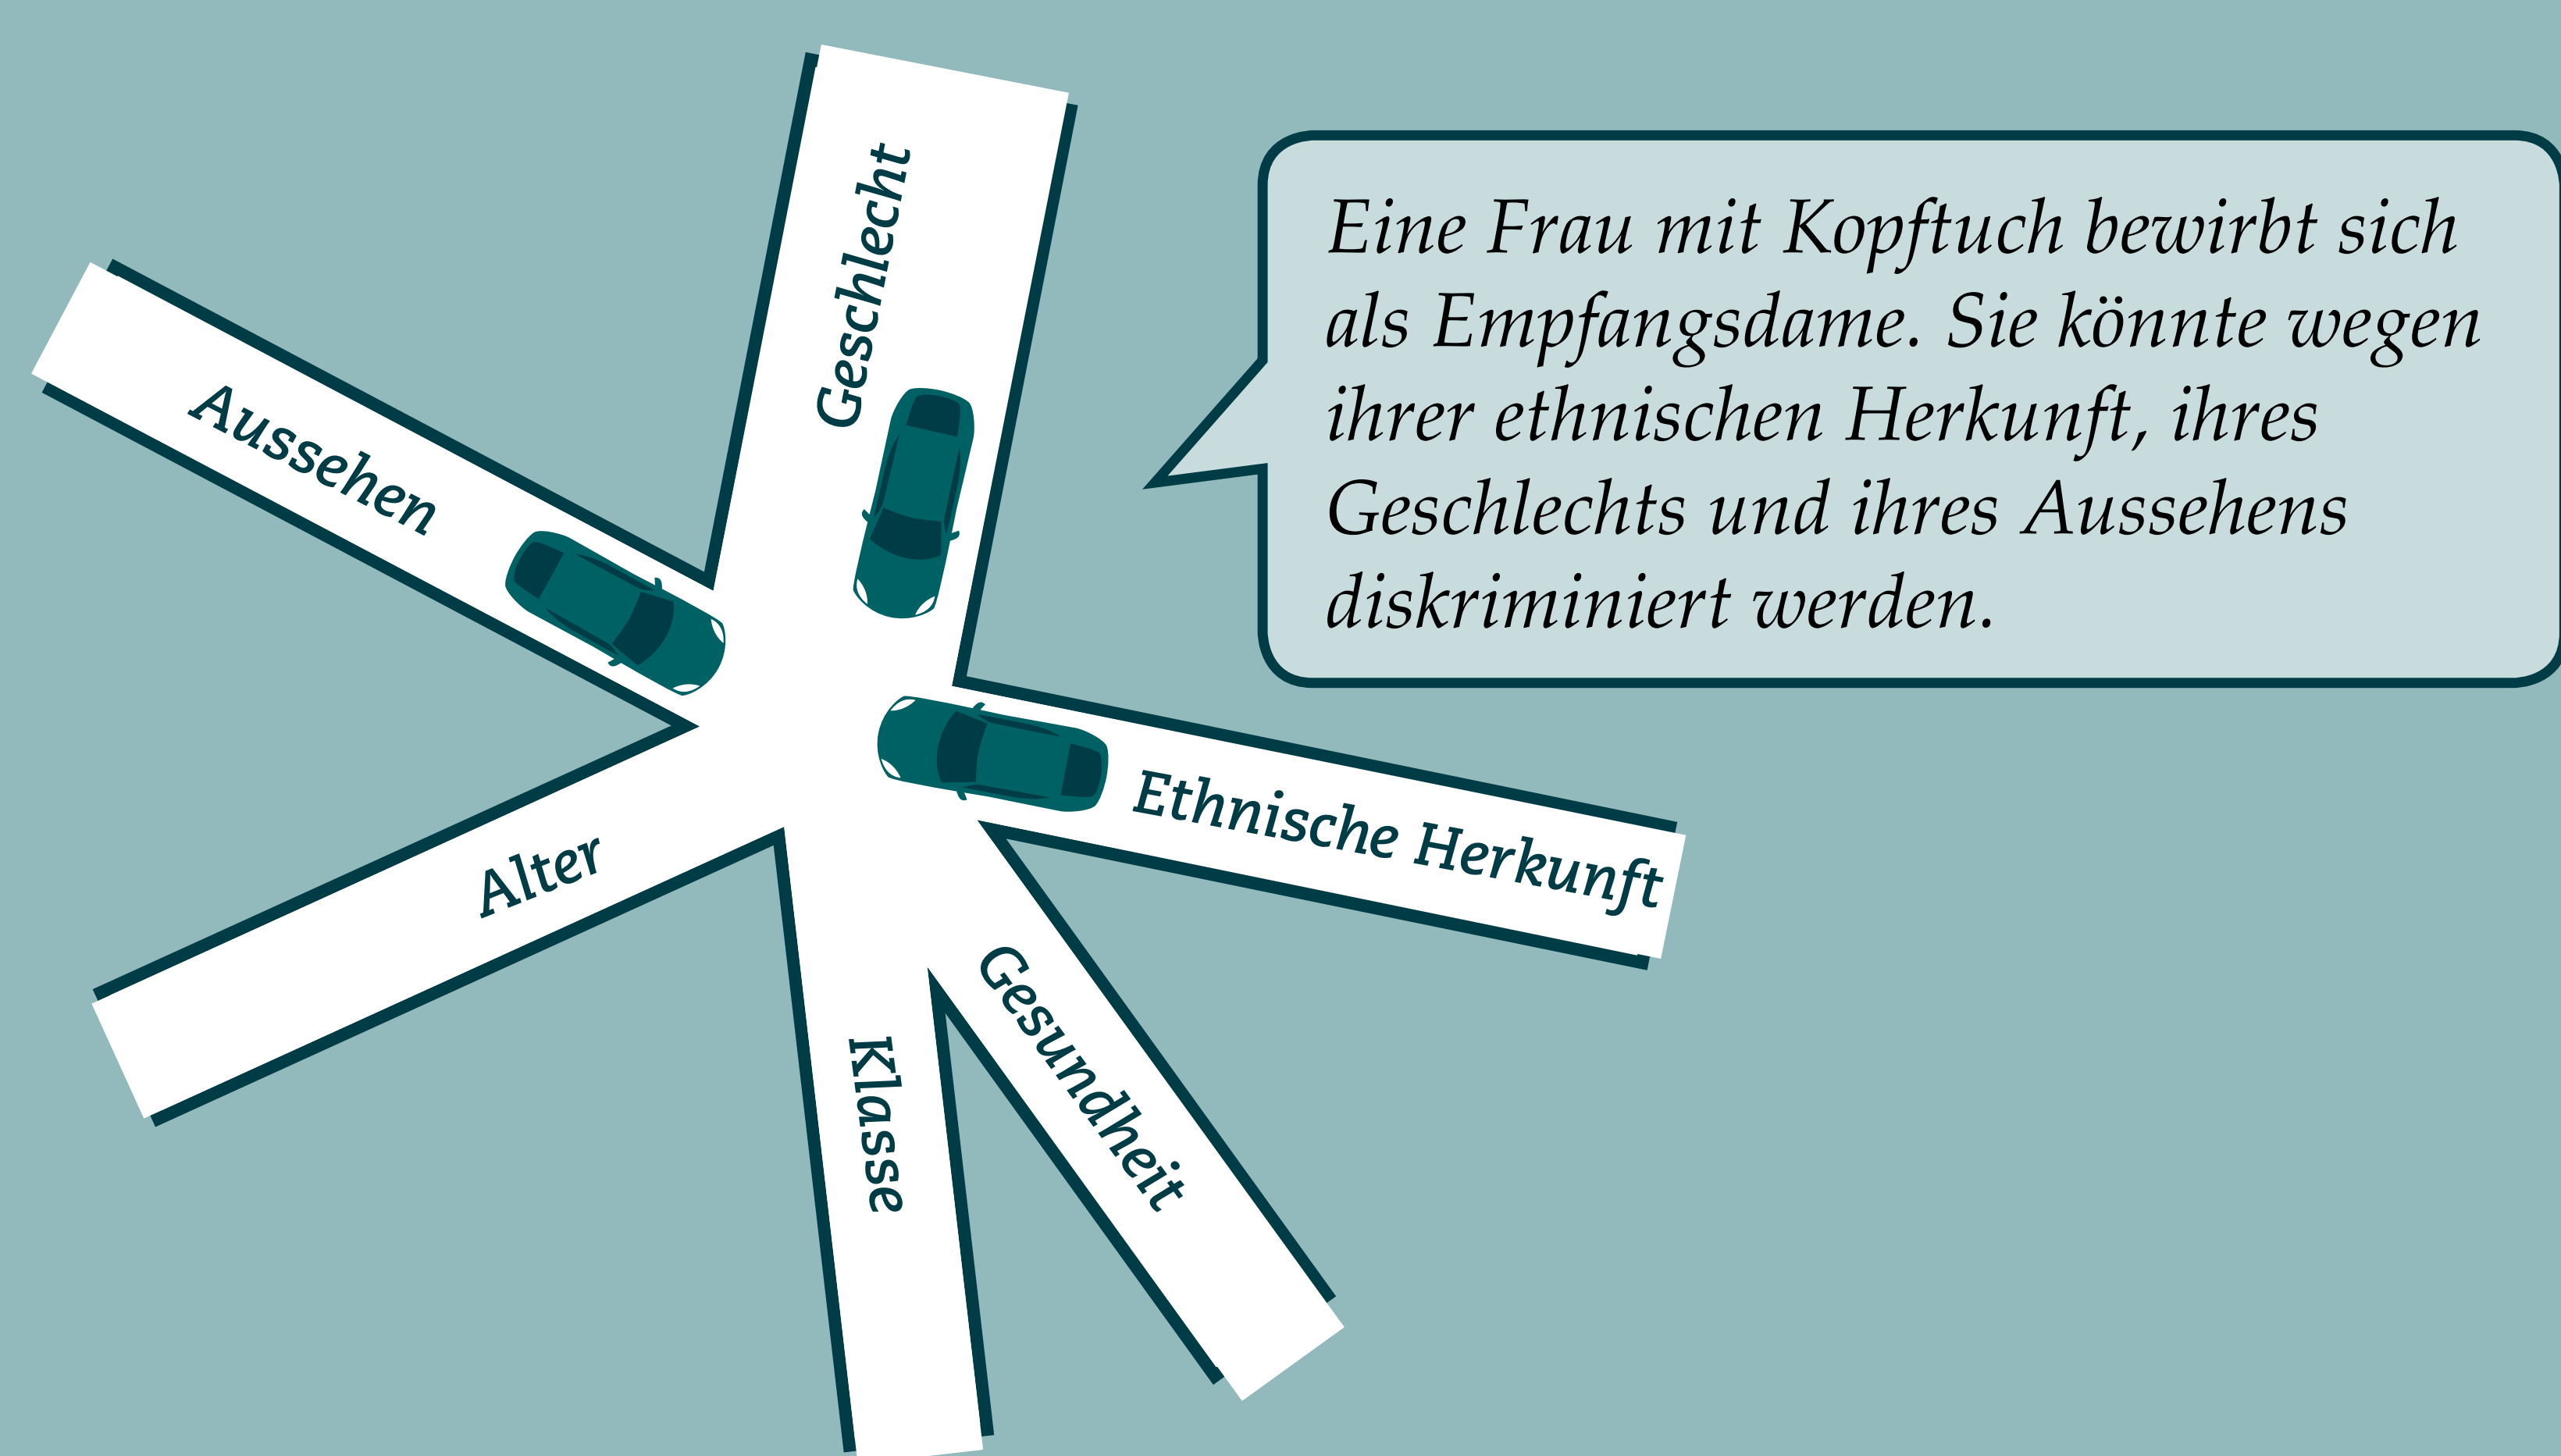 Geschlecht
Eine Frau mit Kopftuch bewirbt sich
als Empfangsdame. Sie könnte wegen
ihrer ethnischen Herkunft, ihres
Geschlechts und ihres Aussehens
diskriminiert werden.
Aussehen
Ethnische Herkunft
Alter
Gesundheit
Klasse